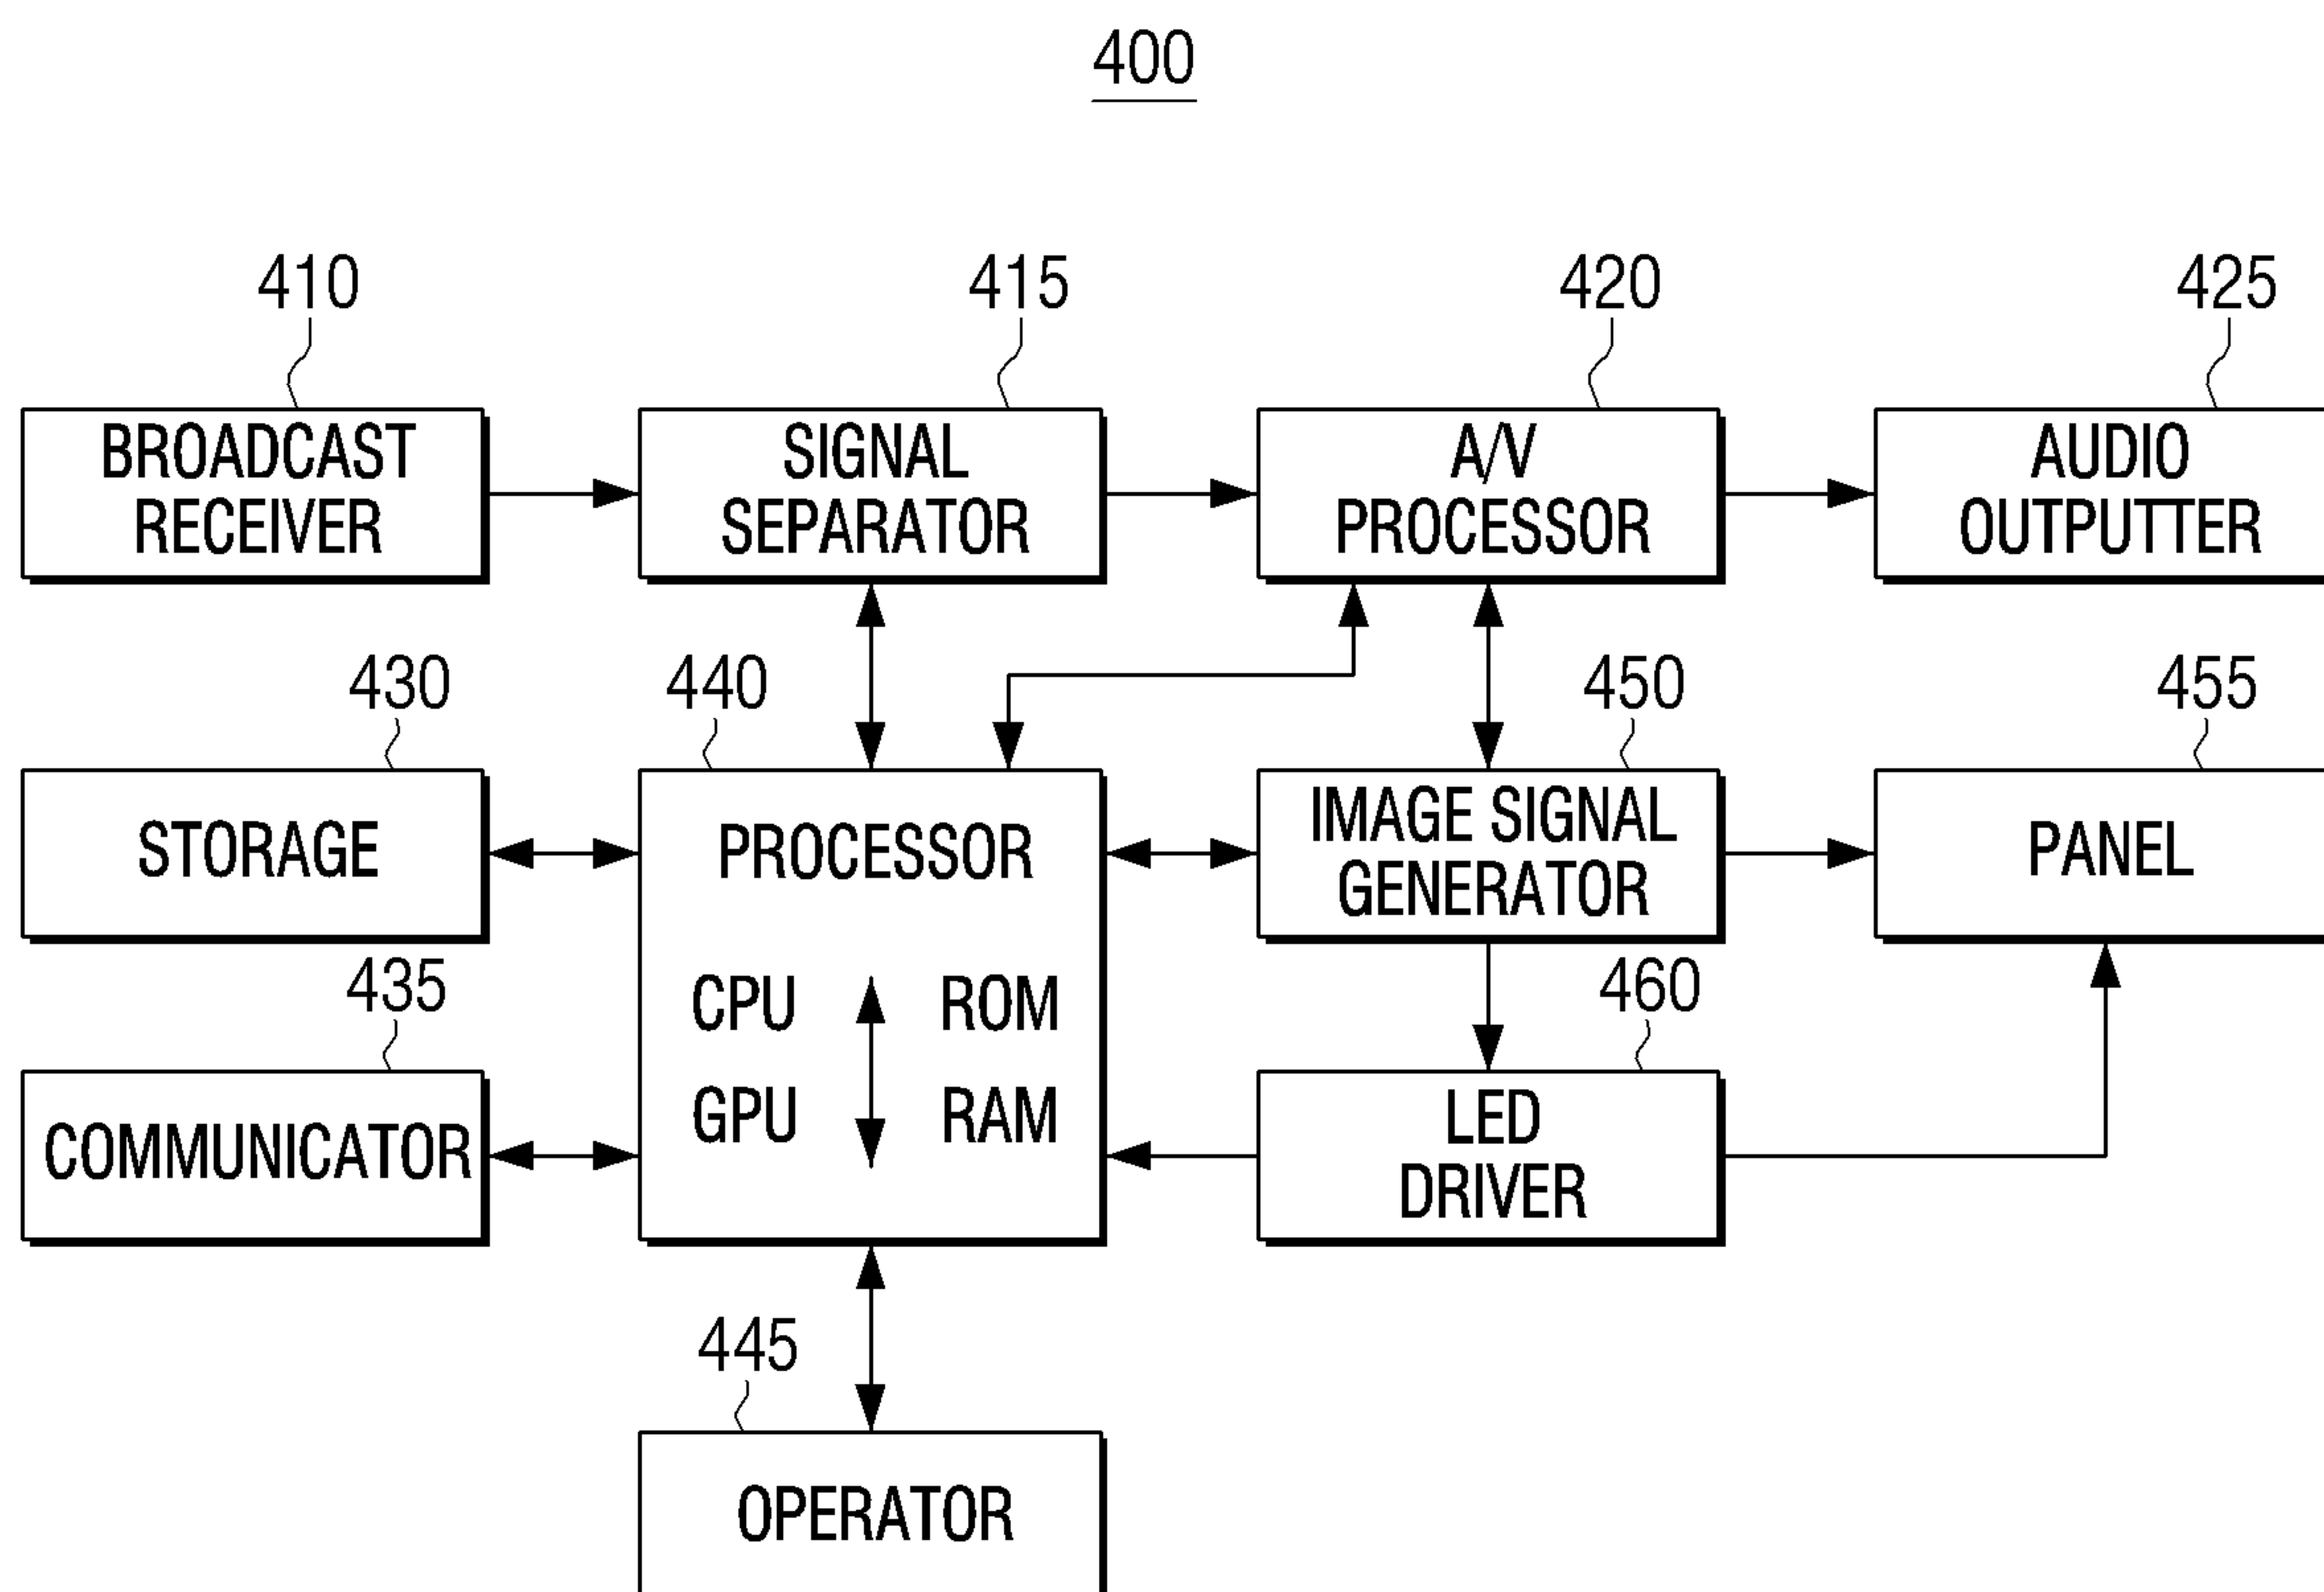 400
410
415
420
425
BROADCAST
RECEIVER
SIGNAL
SEPARATOR
A/V
PROCESSOR
AUDIO
OUTPUTTER
430
440
450
455
STORAGE
PROCESSOR
IMAGE SIGNAL
GENERATOR
PANEL
435
CPU
ROM
460
GPU
RAM
COMMUNICATOR
LED
DRIVER
445
OPERATOR